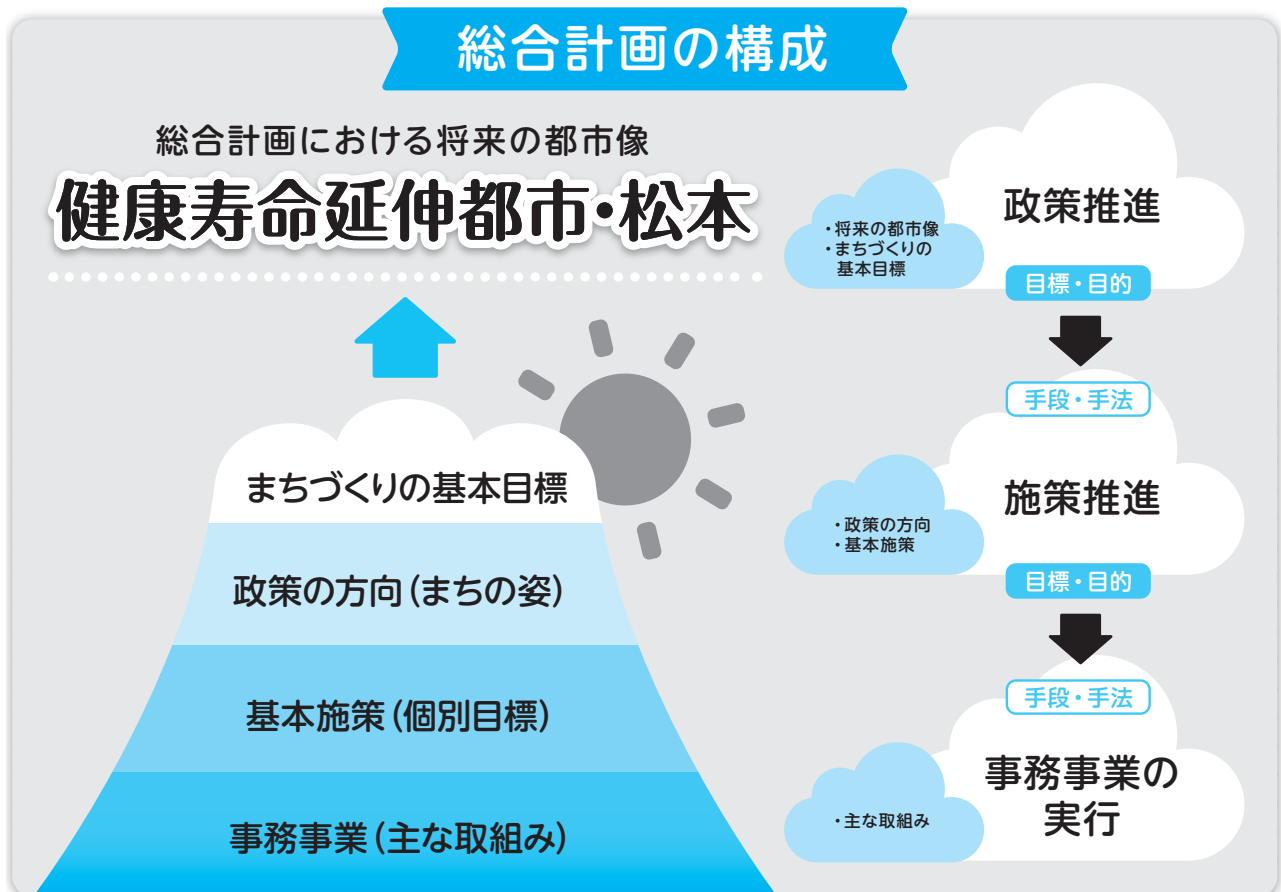 総合計画の構成
総合計画における将来の都市像
健康寿命延伸都市・松本
まちづくりの基本目標
政策の方向(まちの姿)
基本施策(個別目標)
事務事業(主な取組み)
政策推進
・将来の都市像
・まちづくりの
基本目標
目標・目的
手段・手法
施策推進
・政策の方向
・基本施策
目標・目的
手段・手法
事務事業の
実行
・主な取組み